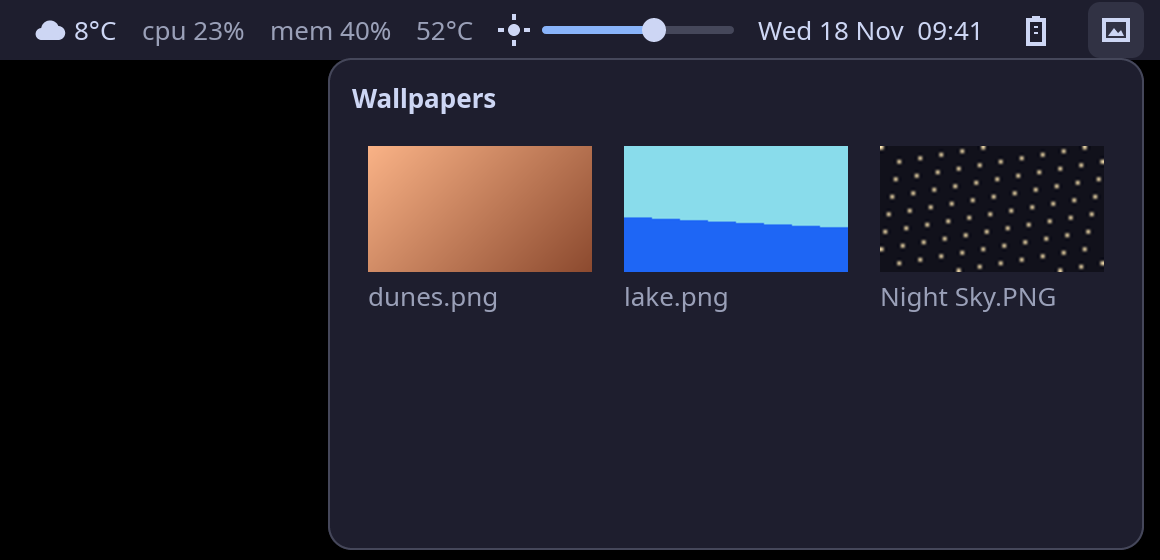 8°C cpu 23% mem 40% 52°C Wed 18 Nov 09:41
Wallpapers
dunes.png lake.png Night Sky.PNG